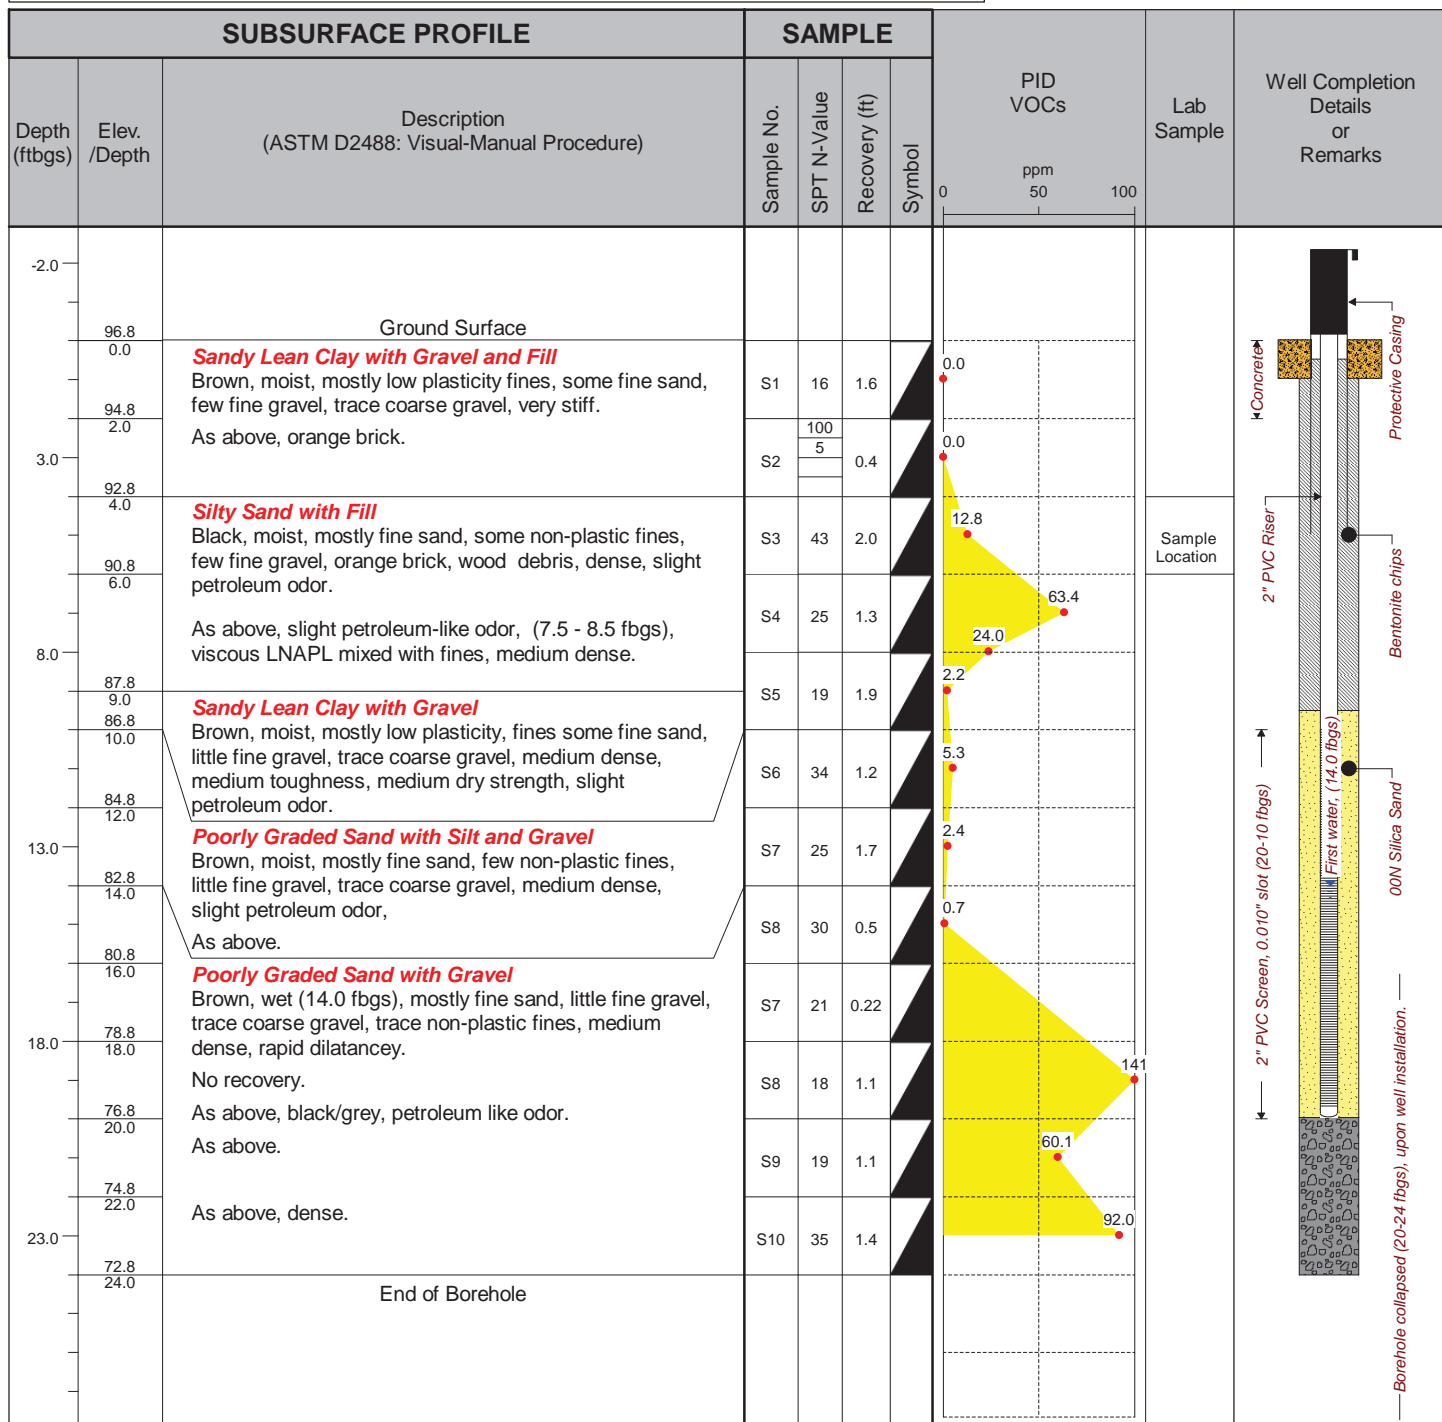 SUBSURFACE PROFILE
SAMPLE
Depth
(ftbgs)
Elev.
/Depth
Description
(ASTM D2488: Visual-Manual Procedure)
Sample No.
SPT N-Value
Recovery (ft)
Symbol
PID
VOCs
ppm
0 50 100
Lab
Sample
Well Completion
Details
or
Remarks
-2.0
3.0
8.0
13.0
18.0
23.0
96.8
0.0
94.8
2.0
92.8
4.0
90.8
6.0
87.8
9.0
86.8
10.0
84.8
12.0
82.8
14.0
80.8
16.0
78.8
18.0
76.8
20.0
74.8
22.0
72.8
24.0
Ground Surface
Sandy Lean Clay with Gravel and Fill
Brown, moist, mostly low plasticity fines, some fine sand,
few fine gravel, trace coarse gravel, very stiff.
As above, orange brick.
Silty Sand with Fill
Black, moist, mostly fine sand, some non-plastic fines,
few fine gravel, orange brick, wood debris, dense, slight
petroleum odor.
As above, slight petroleum-like odor, (7.5 - 8.5 fbgs),
viscous LNAPL mixed with fines, medium dense.
Sandy Lean Clay with Gravel
Brown, moist, mostly low plasticity, fines some fine sand,
little fine gravel, trace coarse gravel, medium dense,
medium toughness, medium dry strength, slight
petroleum odor.
Poorly Graded Sand with Silt and Gravel
Brown, moist, mostly fine sand, few non-plastic fines,
little fine gravel, trace coarse gravel, medium dense,
slight petroleum odor,
As above.
Poorly Graded Sand with Gravel
Brown, wet (14.0 fbgs), mostly fine sand, little fine gravel,
trace coarse gravel, trace non-plastic fines, medium
dense, rapid dilatancey.
No recovery.
As above, black/grey, petroleum like odor.
As above.
As above, dense.
End of Borehole
S1 16 1.6
S2 100 5 0.4
S3 43 2.0
S4 25 1.3
S5 19 1.9
S6 34 1.2
S7 25 1.7
S8 30 0.5
S7 21 0.22
S8 18 1.1
S9 19 1.1
S10 35 1.4
0.0
0.0
12.8
63.4
24.0
2.2
5.3
2.4
0.7
141
60.1
92.0
Sample
Location
Concrete
Protective Casing
2" PVC Riser
Bentonite chips
First water, (14.0 fbgs)
2" PVC Screen, 0.010" slot (20-10 fbgs)
00N Silica Sand
Borehole collapsed (20-24 fbgs), upon well installation.